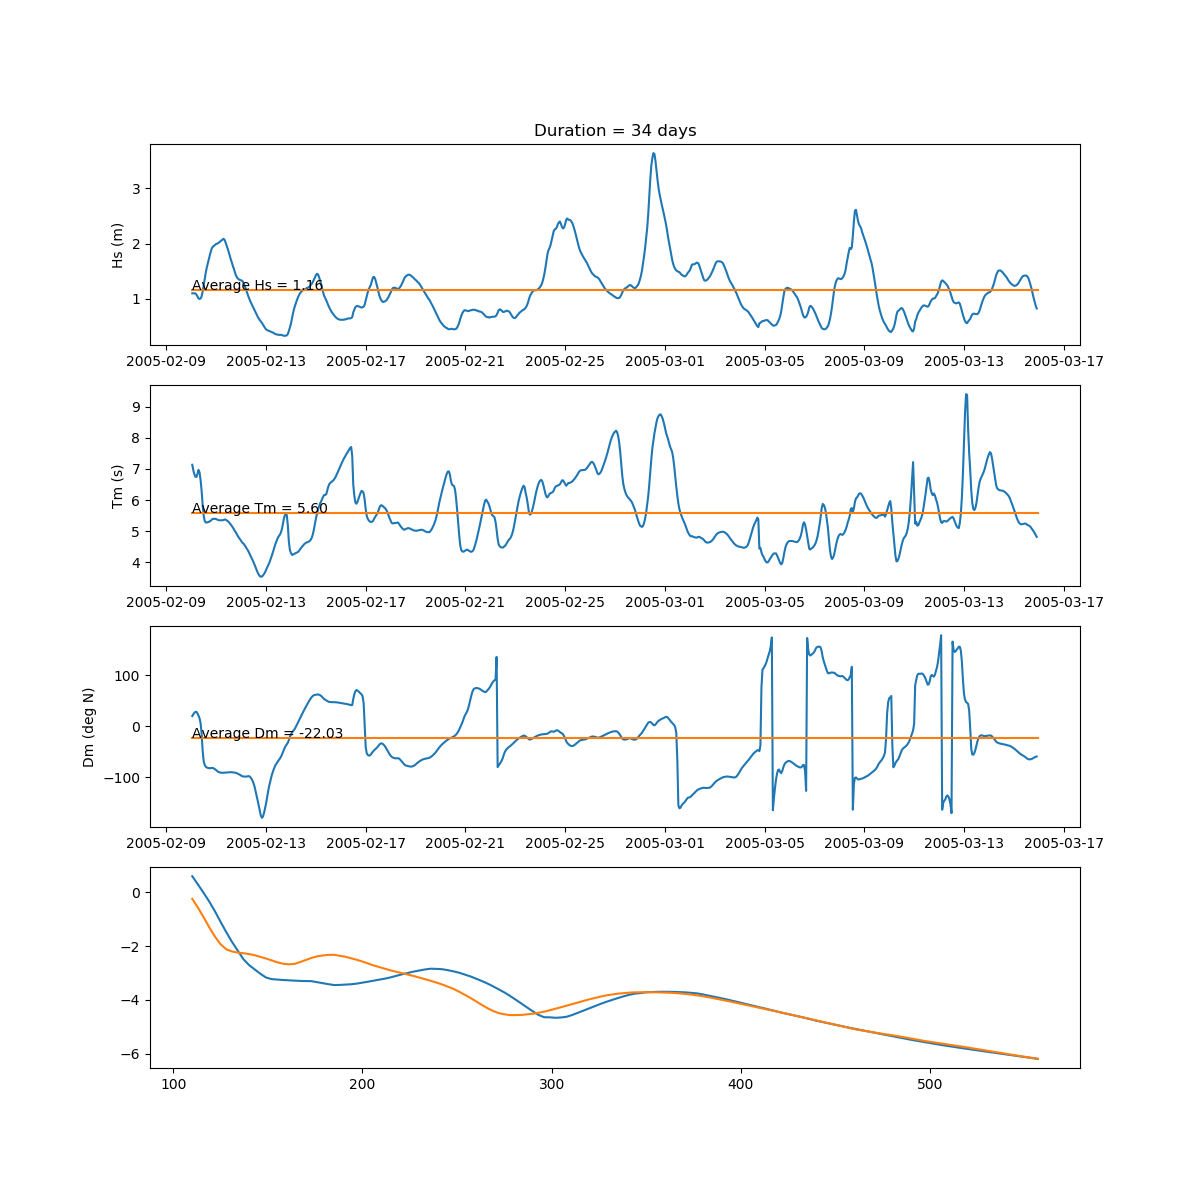 Duration = 34 days
Hs (m)
3
2
1
Average Hs = 1.16
2005-02-09 2005-02-13 2005-02-17 2005-02-21 2005-02-25 2005-03-01 2005-03-05 2005-03-09 2005-03-13 2005-03-17
Tm (s)
9
8
7
6
5
4
Average Tm = 5.60
2005-02-09 2005-02-13 2005-02-17 2005-02-21 2005-02-25 2005-03-01 2005-03-05 2005-03-09 2005-03-13 2005-03-17
Dm (deg N)
100
0
−100
Average Dm = -22.03
2005-02-09 2005-02-13 2005-02-17 2005-02-21 2005-02-25 2005-03-01 2005-03-05 2005-03-09 2005-03-13 2005-03-17
0
−2
−4
−6
100 200 300 400 500